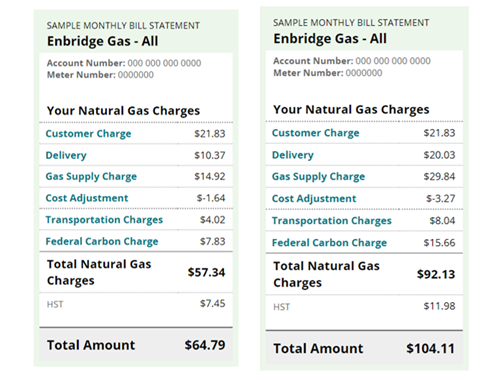 SAMPLE MONTHLY BILL STATEMENT
Enbridge Gas - All
Account Number: 000 000 000 0000
Meter Number: 0000000
Your Natural Gas Charges
Customer Charge $21.83
Delivery $10.37
Gas Supply Charge $14.92
Cost Adjustment $-1.64
Transportation Charges $4.02
Federal Carbon Charge $7.83
Total Natural Gas
Charges $57.34
HST $7.45
Total Amount $64.79
SAMPLE MONTHLY BILL STATEMENT
Enbridge Gas - All
Account Number: 000 000 000 0000
Meter Number: 0000000
Your Natural Gas Charges
Customer Charge $21.83
Delivery $20.03
Gas Supply Charge $29.84
Cost Adjustment $-3.27
Transportation Charges $8.04
Federal Carbon Charge $15.66
Total Natural Gas
Charges $92.13
HST $11.98
Total Amount $104.11